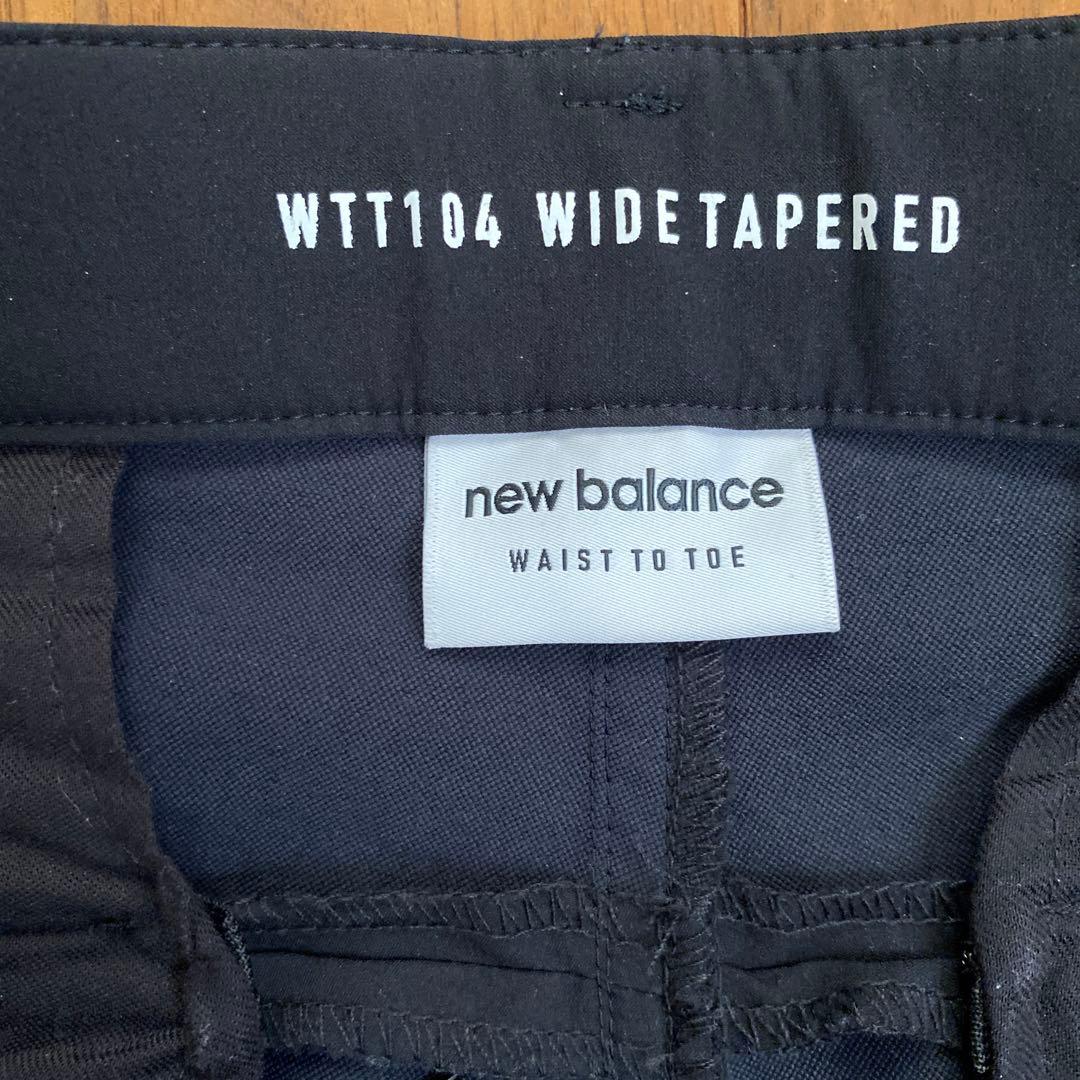 WTT104 WIDE TAPERED
new balance
WAIST TO TOE